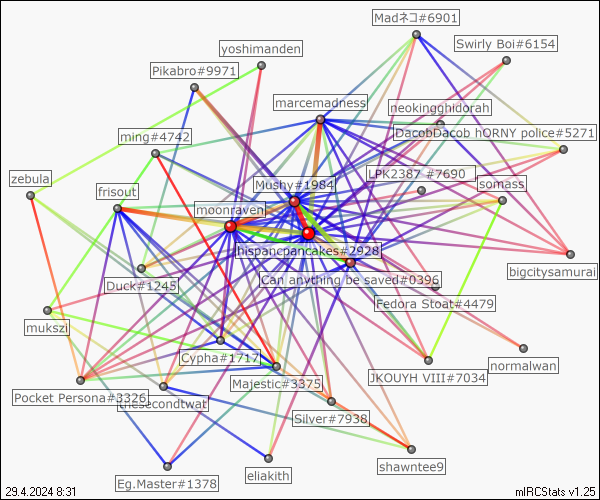 Madネコ#6901
Swirly Boi#6154
yoshimanden
Pikabro#9971
marcemadness
neokingghidorah
DacobDacob hORNY police#5271
ming#4742
zebula
frisout
Mushy#1984
LPK2387 #7690
somass
moonraven
hispancpancakes#2928
bigcitysamurai
Duck#1245
Can anything be saved#0396
Fedora Stoat#4479
mukszi
Cypha#1717
normalwan
Majestic#3375
JKOUYH VIII#7034
Pocket Persona#3326
thesecondtwat
Silver#7938
shawntee9
Eg.Master#1378
eliakith
29.4.2024 8:31
mIRCStats v1.25